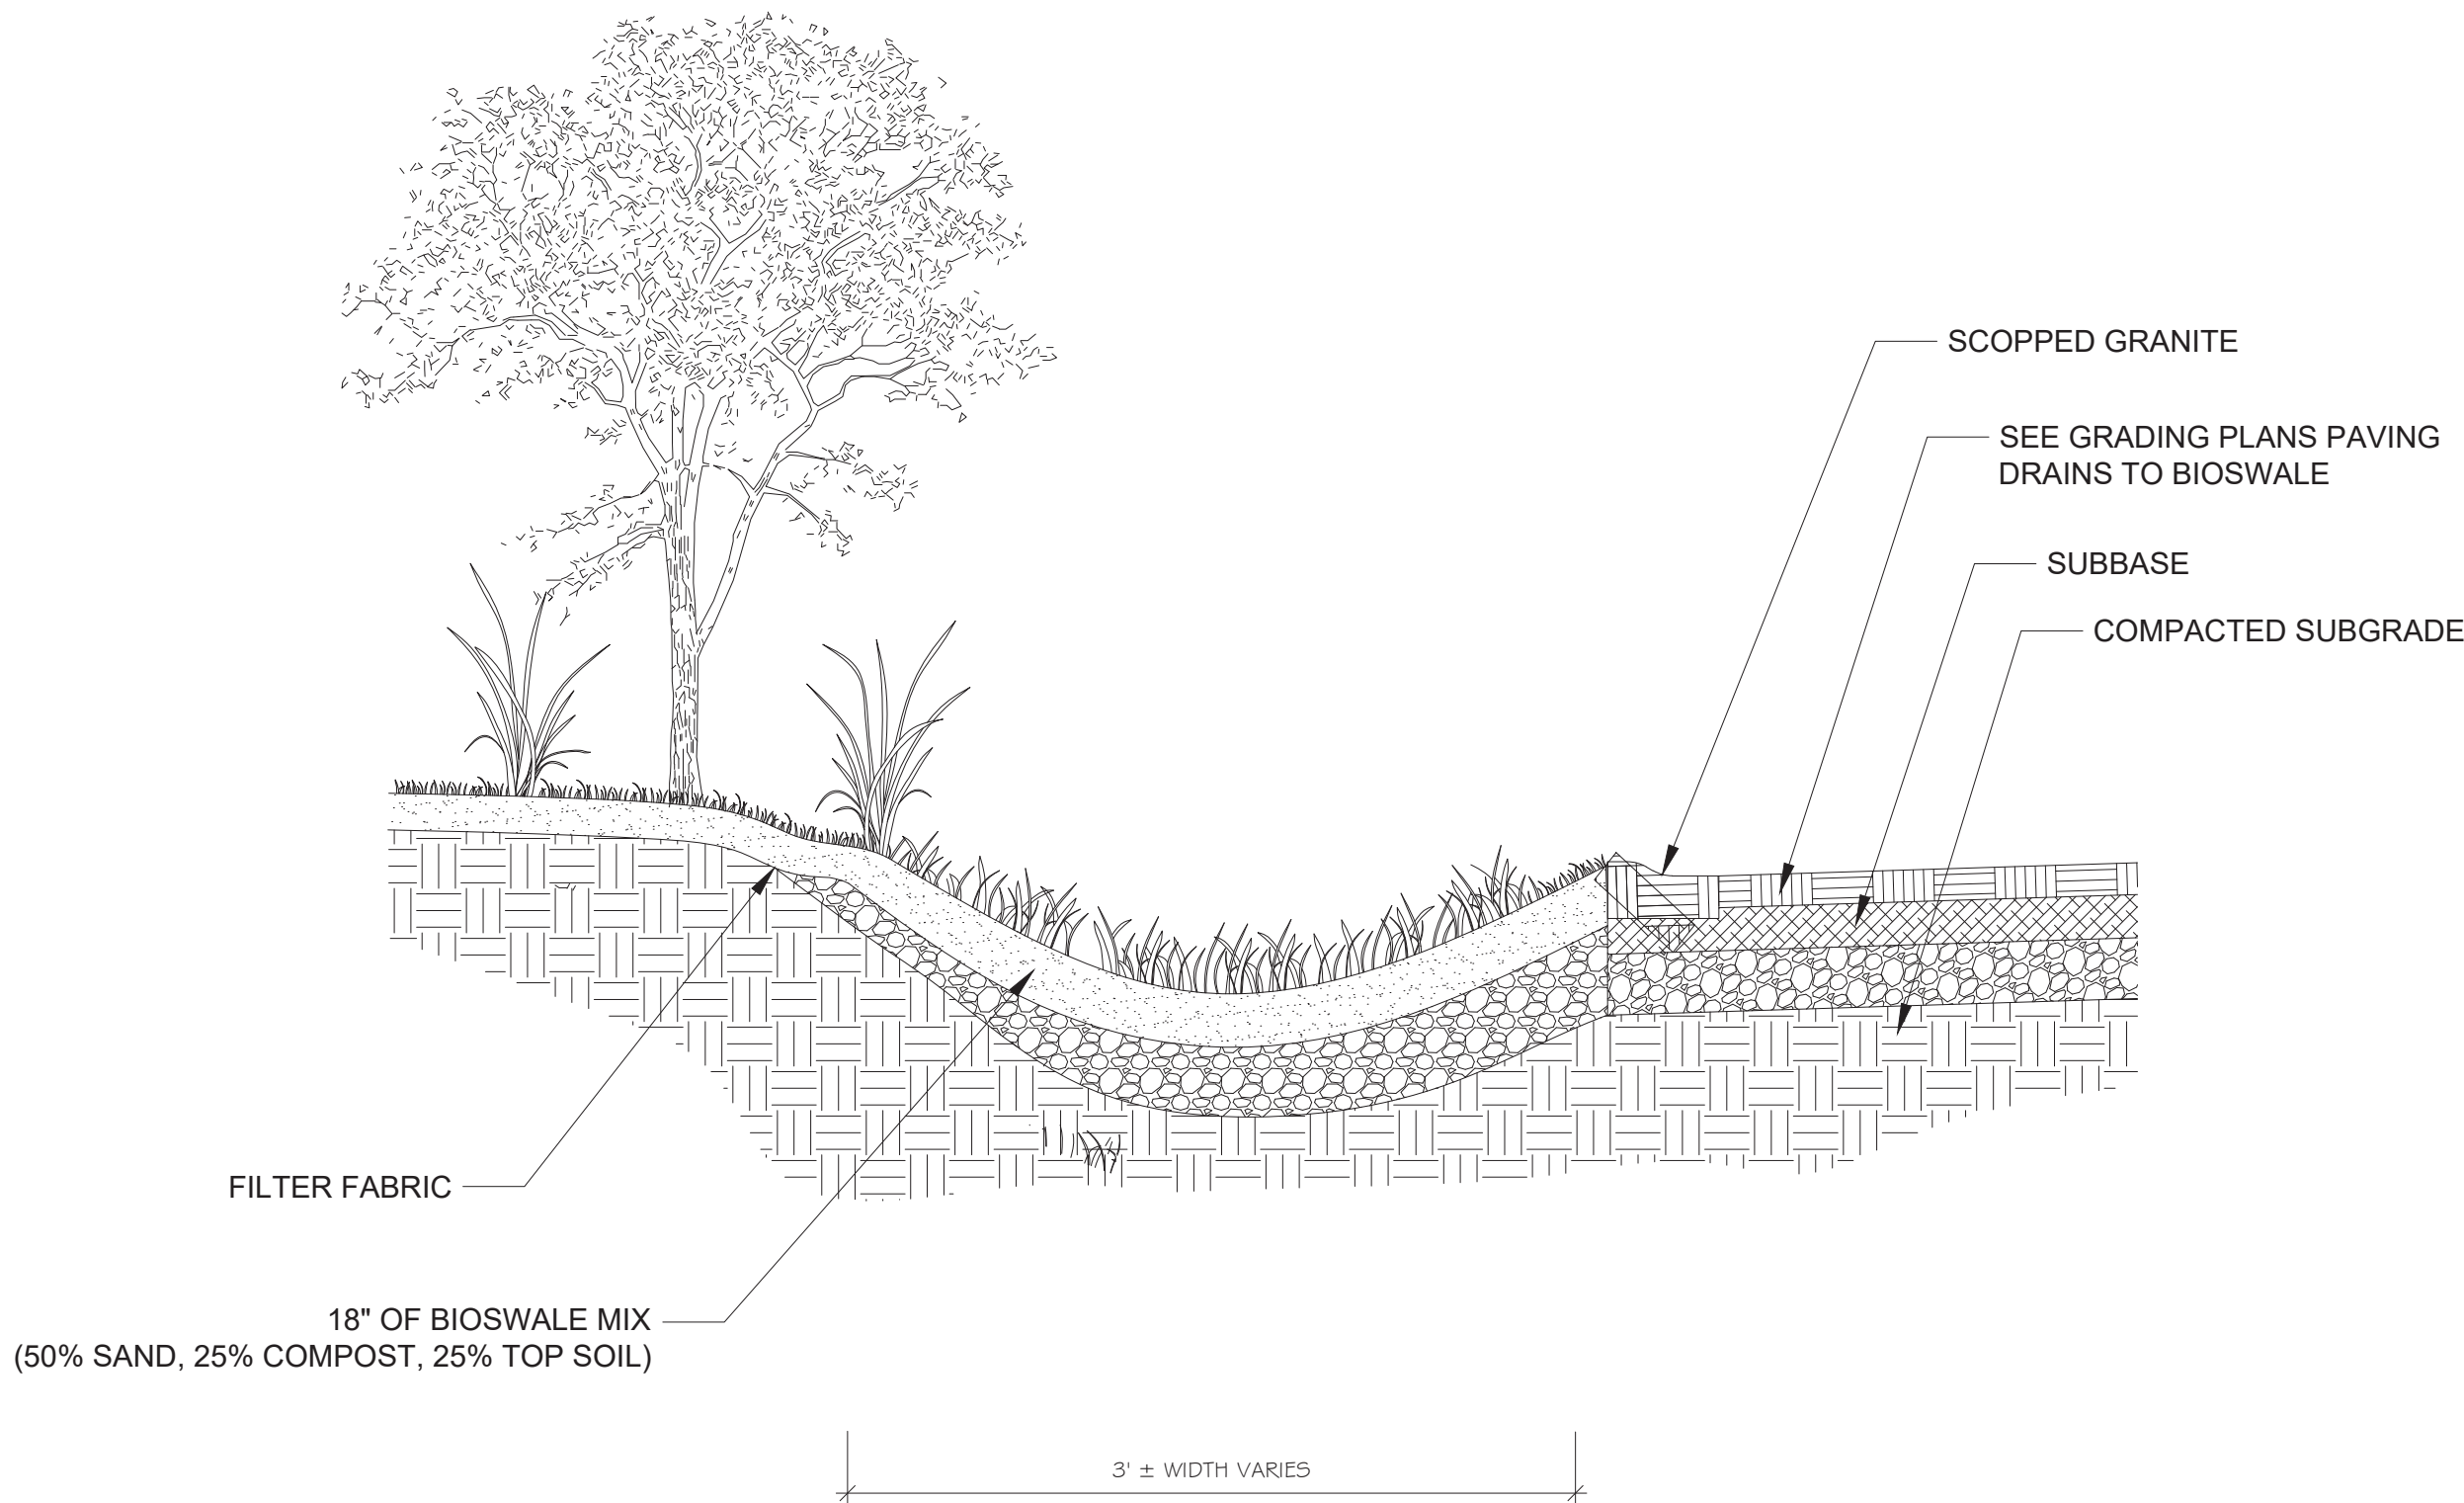 SCOPPED GRANITE
SEE GRADING PLANS PAVING
DRAINS TO BIOSWALE
SUBBASE
COMPACTED SUBGRADE
FILTER FABRIC
18" OF BIOSWALE MIX
(50% SAND, 25% COMPOST, 25% TOP SOIL)
3' ± WIDTH VARIES